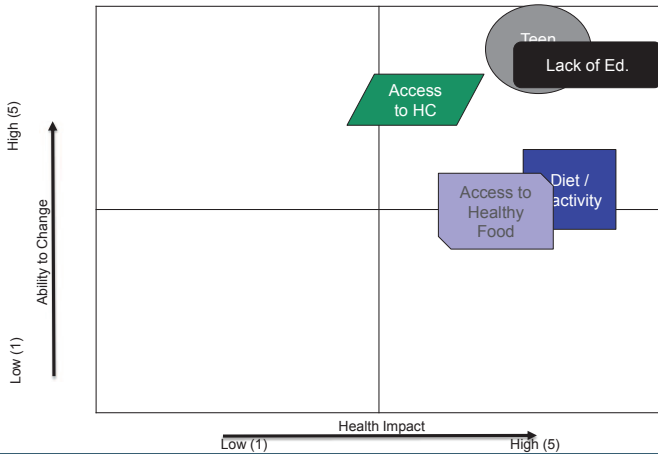 Teen
Lack of Ed.
Access
to HC
High (5)
Diet /
Access to
Healthy
Food
Ability to Change
Low (1)
Health Impact
Low (1)
High (5)